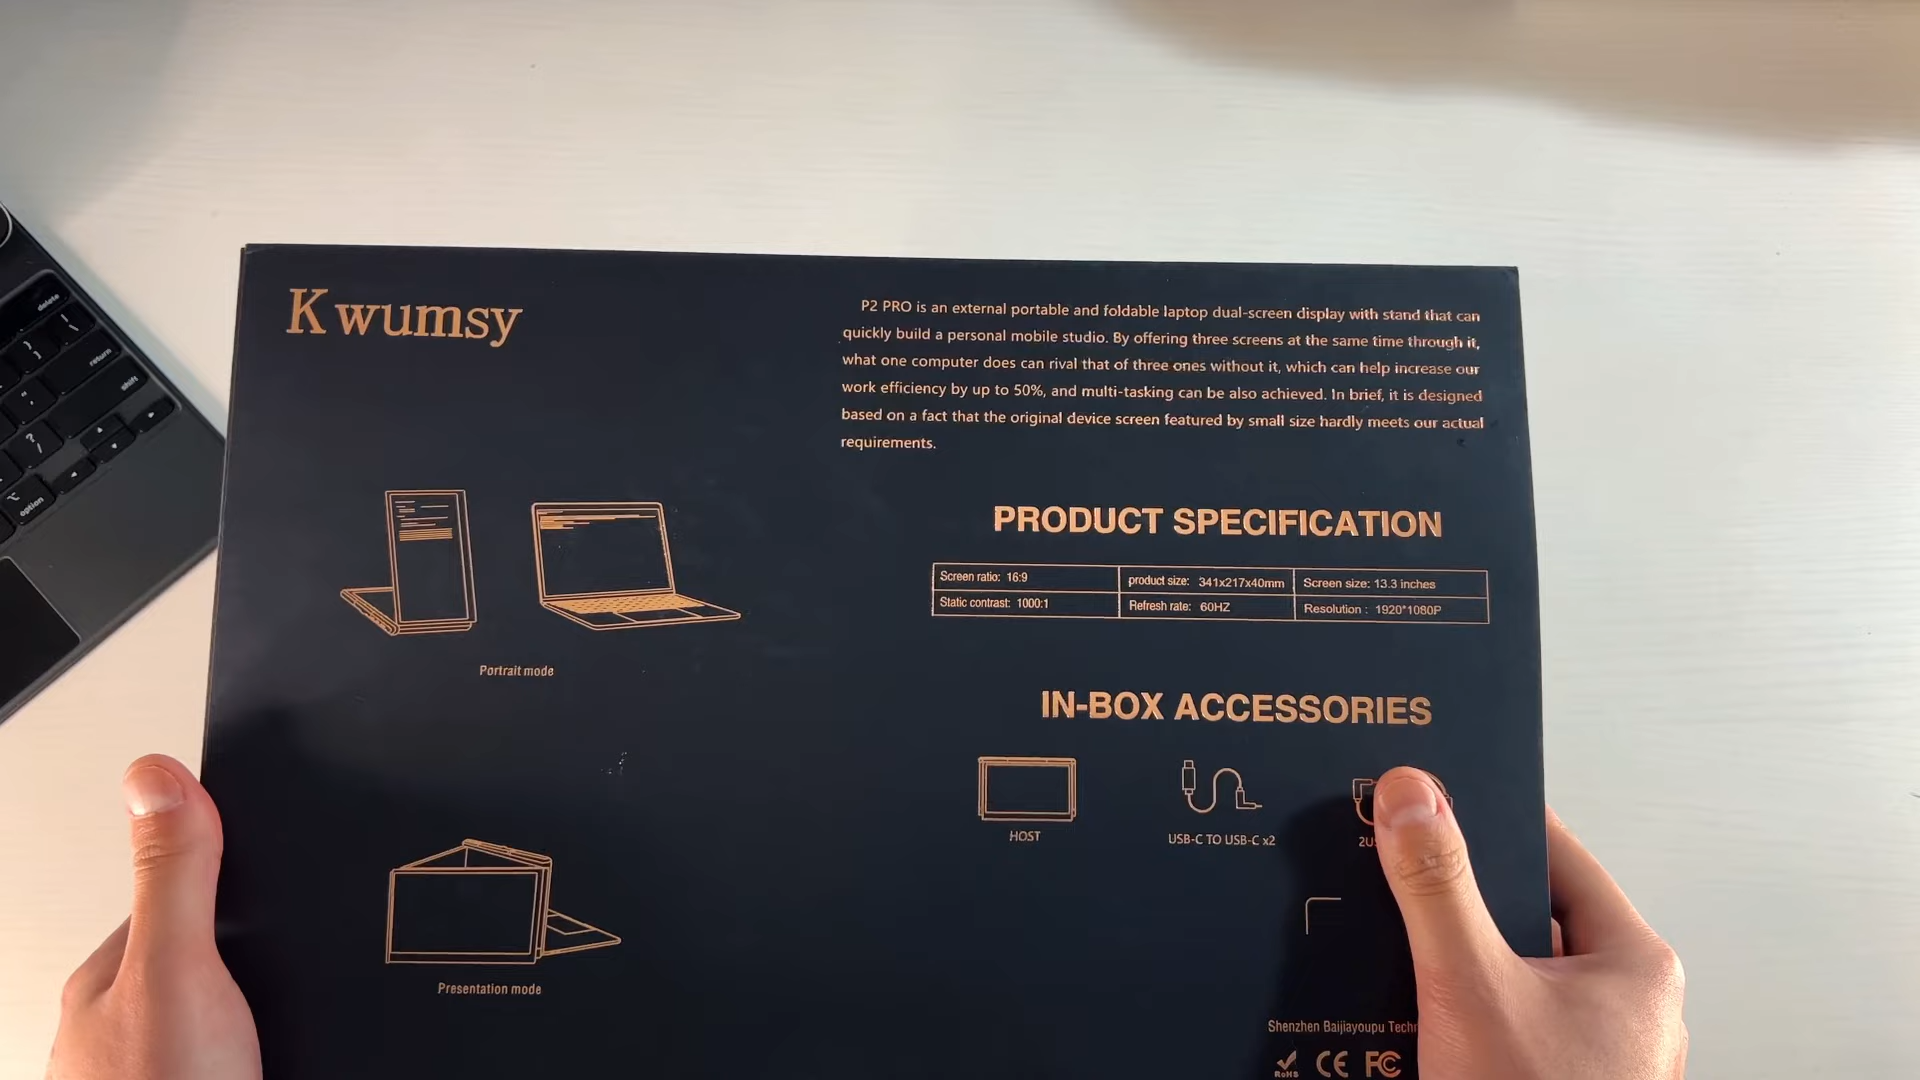 Kwumsy
P2 PRO is an external portable and foldable laptop dual-screen display with stand that can
quickly build a personal mobile studio. By offering three screens at the same time through it,
what one computer does can rival that of three ones without it, which can help increase our
work efficiency by up to 50%, and multi-tasking can be also achieved. In brief, it is designed
based on a fact that the original device screen featured by small size hardly meets our actual
requirements.
PRODUCT SPECIFICATION
Screen ratio: 16:9 product size: 341x217x40mm Screen size: 13.3 inches
Static contrast: 1000:1 Refresh rate: 60HZ Resolution : 1920*1080P
Portrait mode
IN-BOX ACCESSORIES
HOST
USB-C TO USB-C x2
Presentation mode
Shenzhen Baijiayoupu
RoHS CE FC
delete
return
shift
option